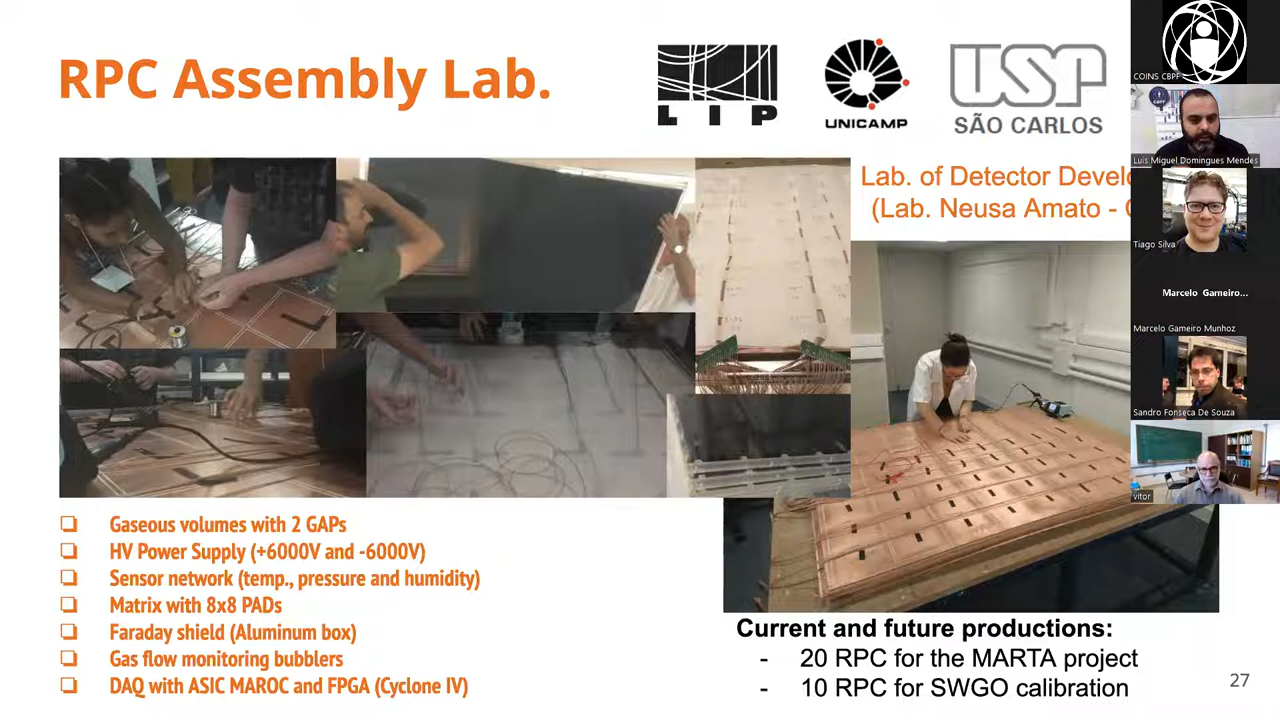 RPC Assembly Lab.
LIP
UNICAMP
USP
SÃO CARLOS
Lab. of Detector
(Lab. Neusa Amato -
❏ Gaseous volumes with 2 GAPs
❏ HV Power Supply (+6000V and -6000V)
❏ Sensor network (temp., pressure and humidity)
❏ Matrix with 8x8 PADs
❏ Faraday shield (Aluminum box)
❏ Gas flow monitoring bubblers
❏ DAQ with ASIC MAROC and FPGA (Cyclone IV)
Current and future productions:
- 20 RPC for the MARTA project
- 10 RPC for SWGO calibration
27
COINS CBPF
Luis Miguel Domingues Mendes
Tiago Silva
Marcelo Gameiro...
Marcelo Gameiro Munhoz
Sandro Fonseca De Souza
vitor